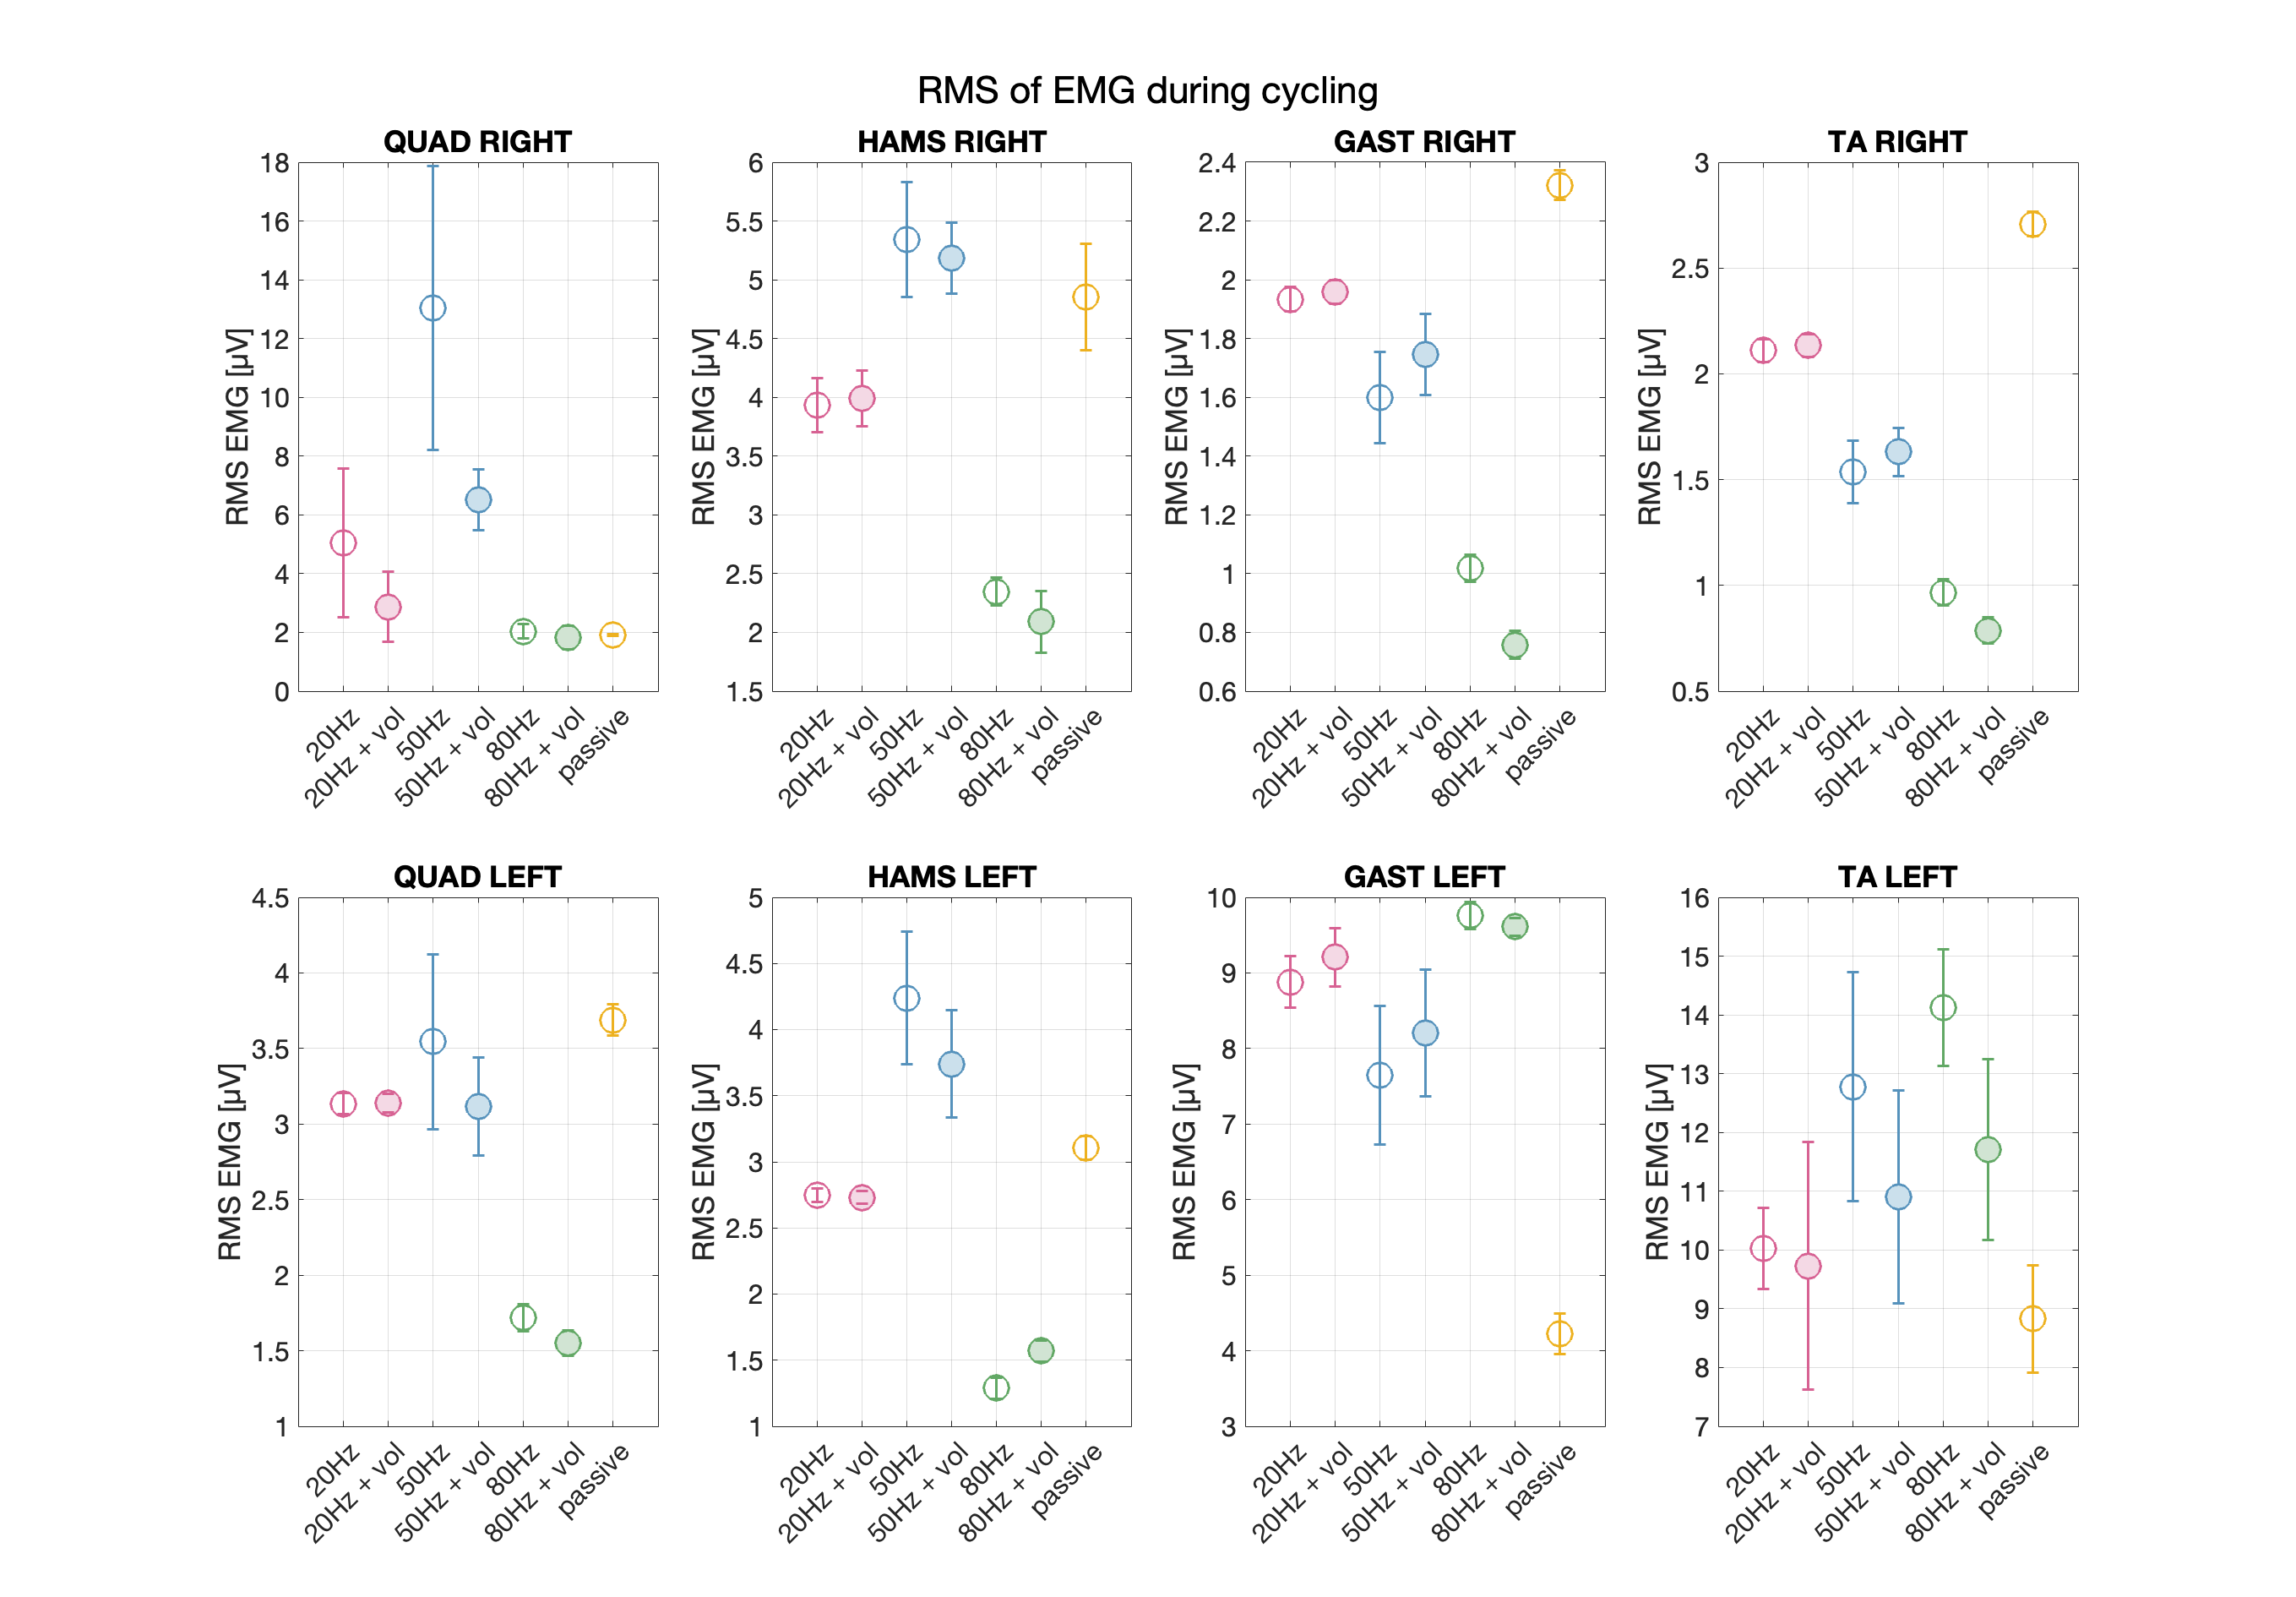 RMS of EMG during cycling
QUAD RIGHT
RMS EMG [µV]
18
16
14
12
10
8
6
4
2
0
20Hz
20Hz + vol
50Hz
50Hz + vol
80Hz
80Hz + vol
passive
HAMS RIGHT
RMS EMG [µV]
6
5.5
5
4.5
4
3.5
3
2.5
2
1.5
20Hz
20Hz + vol
50Hz
50Hz + vol
80Hz
80Hz + vol
passive
GAST RIGHT
RMS EMG [µV]
2.4
2.2
2
1.8
1.6
1.4
1.2
1
0.8
0.6
20Hz
20Hz + vol
50Hz
50Hz + vol
80Hz
80Hz + vol
passive
TA RIGHT
RMS EMG [µV]
3
2.5
2
1.5
1
0.5
20Hz
20Hz + vol
50Hz
50Hz + vol
80Hz
80Hz + vol
passive
QUAD LEFT
RMS EMG [µV]
4.5
4
3.5
3
2.5
2
1.5
1
20Hz
20Hz + vol
50Hz
50Hz + vol
80Hz
80Hz + vol
passive
HAMS LEFT
RMS EMG [µV]
5
4.5
4
3.5
3
2.5
2
1.5
1
20Hz
20Hz + vol
50Hz
50Hz + vol
80Hz
80Hz + vol
passive
GAST LEFT
RMS EMG [µV]
10
9
8
7
6
5
4
3
20Hz
20Hz + vol
50Hz
50Hz + vol
80Hz
80Hz + vol
passive
TA LEFT
RMS EMG [µV]
16
15
14
13
12
11
10
9
8
7
20Hz
20Hz + vol
50Hz
50Hz + vol
80Hz
80Hz + vol
passive